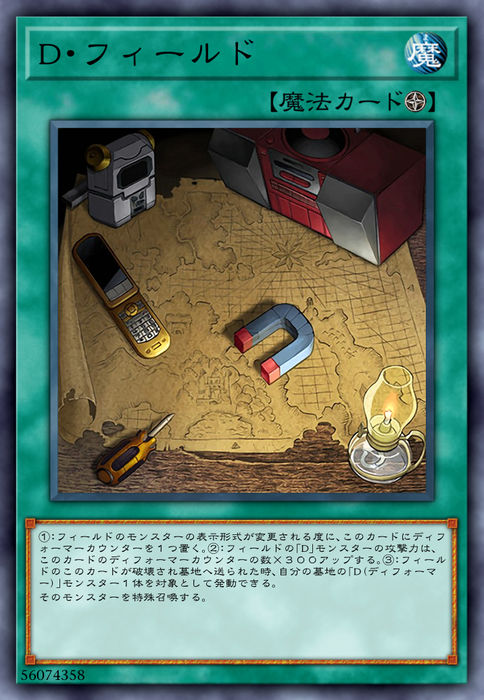 D・フィールド
魔
【魔法カード】
①:フィールドのモンスターの表示形式が変更される度に、このカードにディフ
ォーマーカウンターを1つ置く。②:フィールドの「D」モンスターの攻撃力は、
このカードのディフォーマーカウンターの数×300アップする。③:フィール
ドのこのカードが破壊され墓地へ送られた時、自分の墓地の「D(ディフォーマ
ー)」モンスター1体を対象として発動できる。
そのモンスターを特殊召喚する。
56074358